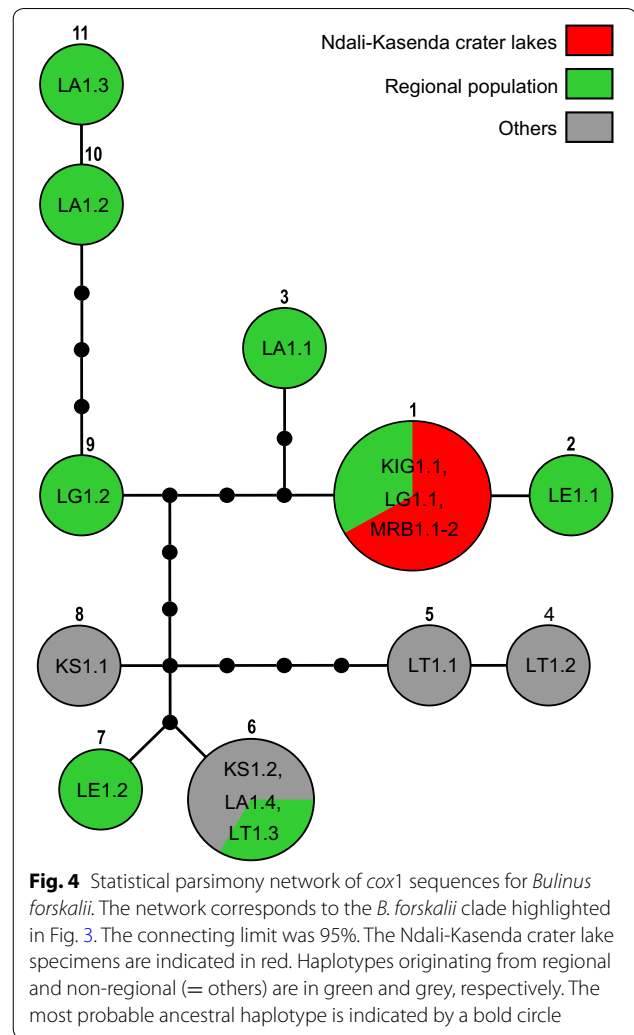 11
LA1.3
10
LA1.2
Ndali-Kasenda crater lakes
Regional population
Others
3
LA1.1
9
LG1.2
1
KIG1.1,
LG1.1,
MRB1.1-2
2
LE1.1
8
KS1.1
5
LT1.1
4
LT1.2
7
LE1.2
6
KS1.2,
LA1.4,
LT1.3
Fig. 4 Statistical parsimony network of cox1 sequences for Bulinus
forskalii. The network corresponds to the B. forskalii clade highlighted
in Fig. 3. The connecting limit was 95%. The Ndali-Kasenda crater lake
specimens are indicated in red. Haplotypes originating from regional
and non-regional (= others) are in green and grey, respectively. The
most probable ancestral haplotype is indicated by a bold circle